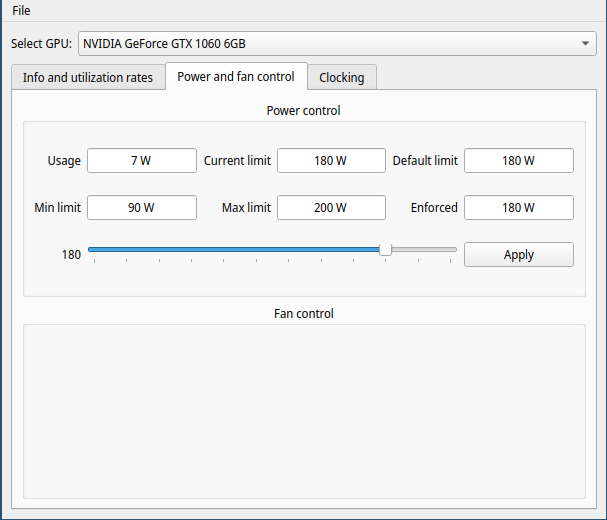 File
Select GPU: NVIDIA GeForce GTX 1060 6GB
Info and utilization rates Power and fan control Clocking
Power control
Usage 7 W Current limit 180 W Default limit 180 W
Min limit 90 W Max limit 200 W Enforced 180 W
180 Apply
Fan control